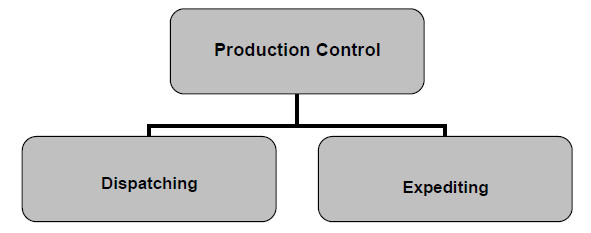 Production Control
Dispatching
Expediting